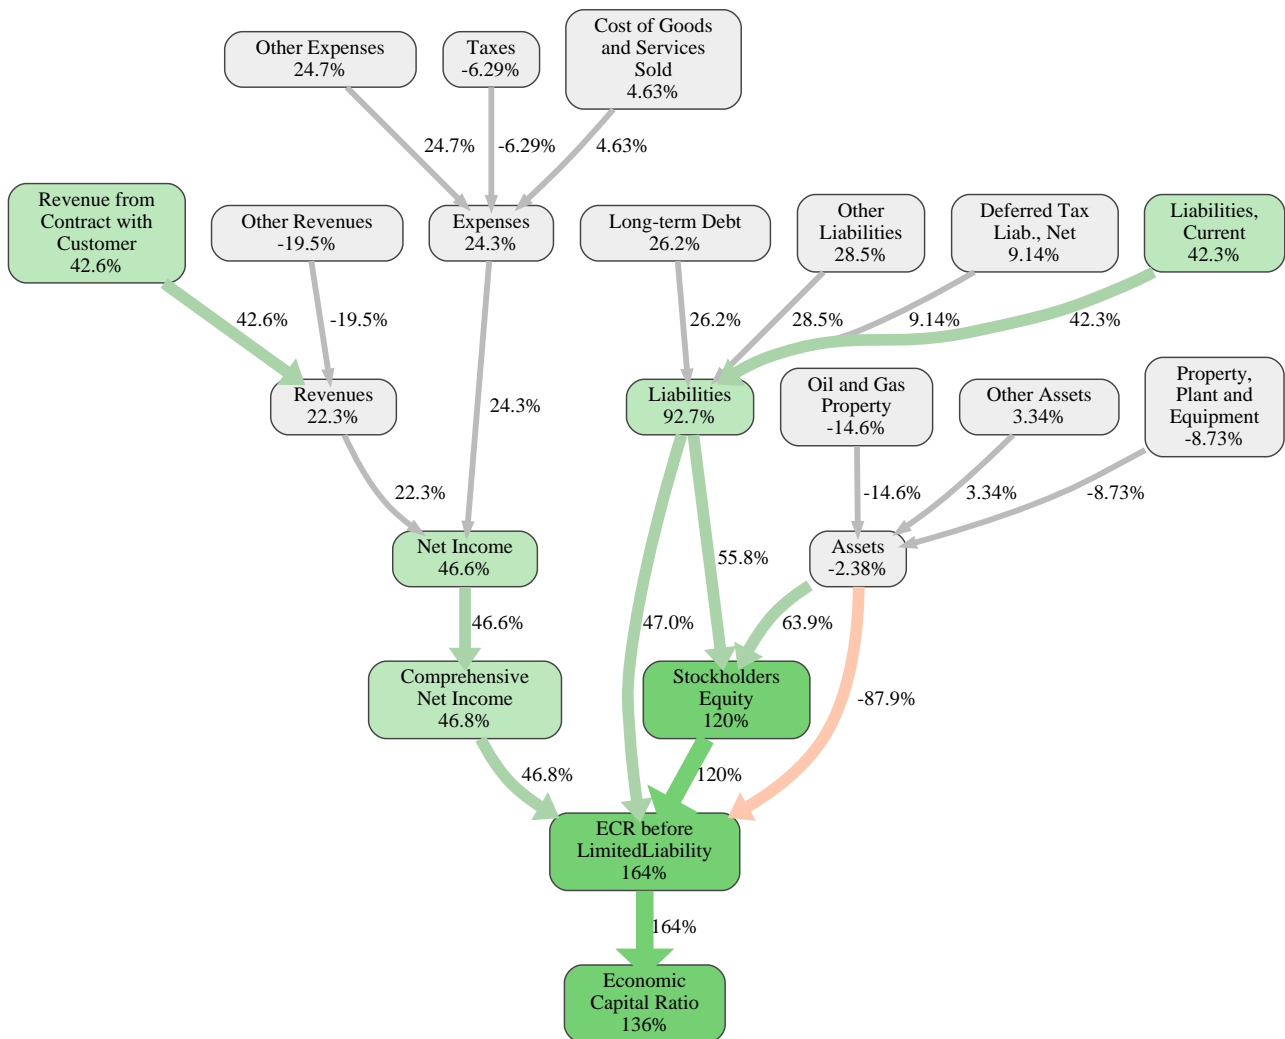 Other Expenses
24.7%
Taxes
-6.29%
Cost of Goods
and Services
Sold
4.63%
24.7%
-6.29%
4.63%
Revenue from
Contract with
Customer
42.6%
Other Revenues
-19.5%
Expenses
24.3%
Long-term Debt
26.2%
Other
Liabilities
28.5%
Deferred Tax
Liab., Net
9.14%
Liabilities,
Current
42.3%
42.6%
-19.5%
26.2%
28.5%
9.14%
42.3%
Revenues
22.3%
24.3%
Liabilities
92.7%
Oil and Gas
Property
-14.6%
Other Assets
3.34%
Property,
Plant and
Equipment
-8.73%
22.3%
-14.6%
3.34%
-8.73%
Net Income
46.6%
55.8%
Assets
-2.38%
46.6%
47.0%
63.9%
Comprehensive
Net Income
46.8%
Stockholders
Equity
120%
-87.9%
46.8%
120%
ECR before
LimitedLiability
164%
164%
Economic
Capital Ratio
136%